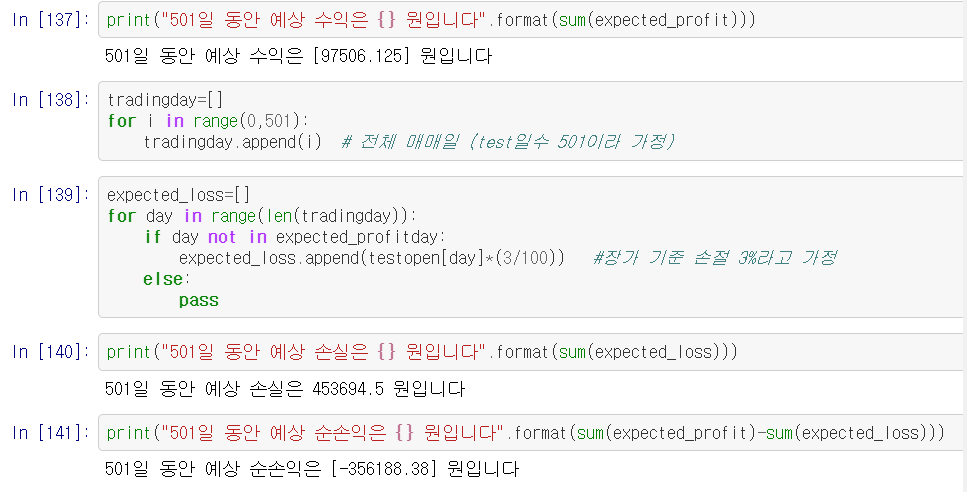 In [137]: print("501일 동안 예상 수익은 {} 원입니다".format(sum(expected_profit)))
501일 동안 예상 수익은 [97506.125] 원입니다
In [138]: tradingday=[]
for i in range(0,501):
    tradingday.append(i)  # 전체 매매일 (test일수 501이라 가정)
In [139]: expected_loss=[]
for day in range(len(tradingday)):
    if day not in expected_profitday:
        expected_loss.append(testopen[day]*(3/100))   #장가 기준 손절 3%라고 가정
    else:
        pass
In [140]: print("501일 동안 예상 손실은 {} 원입니다".format(sum(expected_loss)))
501일 동안 예상 손실은 453694.5 원입니다
In [141]: print("501일 동안 예상 순손익은 {} 원입니다".format(sum(expected_profit)-sum(expected_loss)))
501일 동안 예상 순손익은 [-356188.38] 원입니다